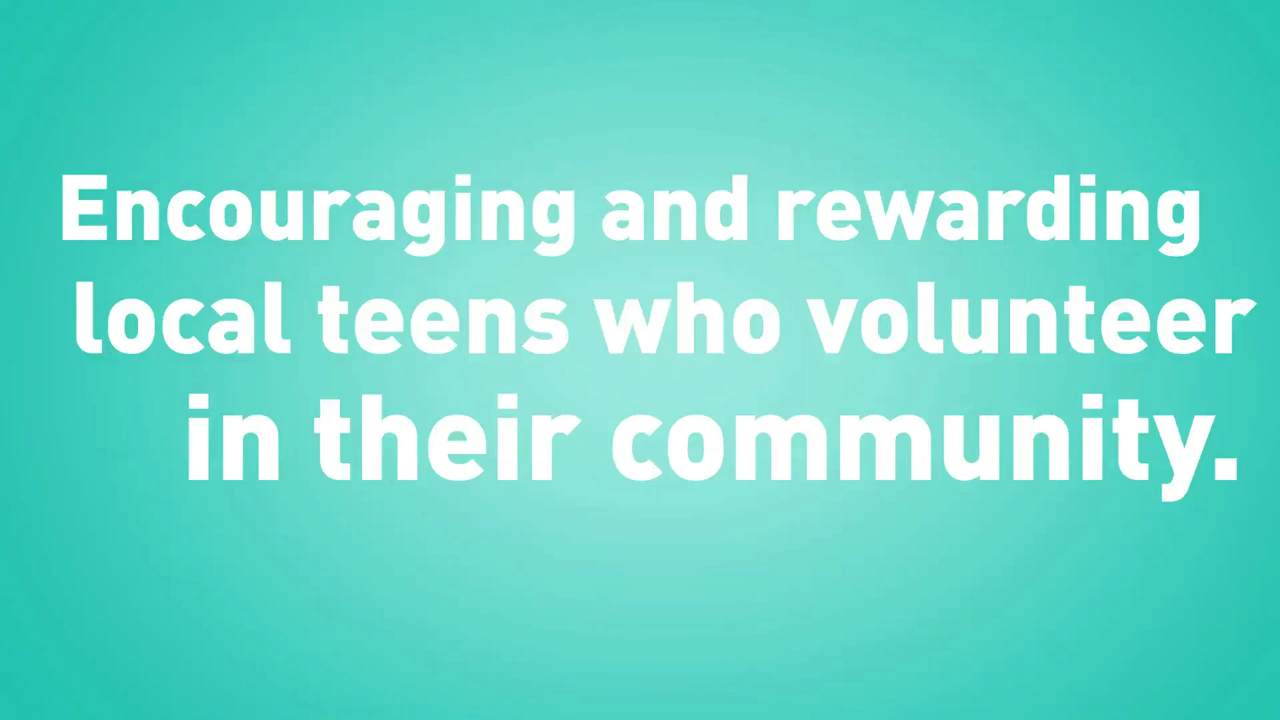 Encouraging and rewarding
local teens who volunteer
in their community.